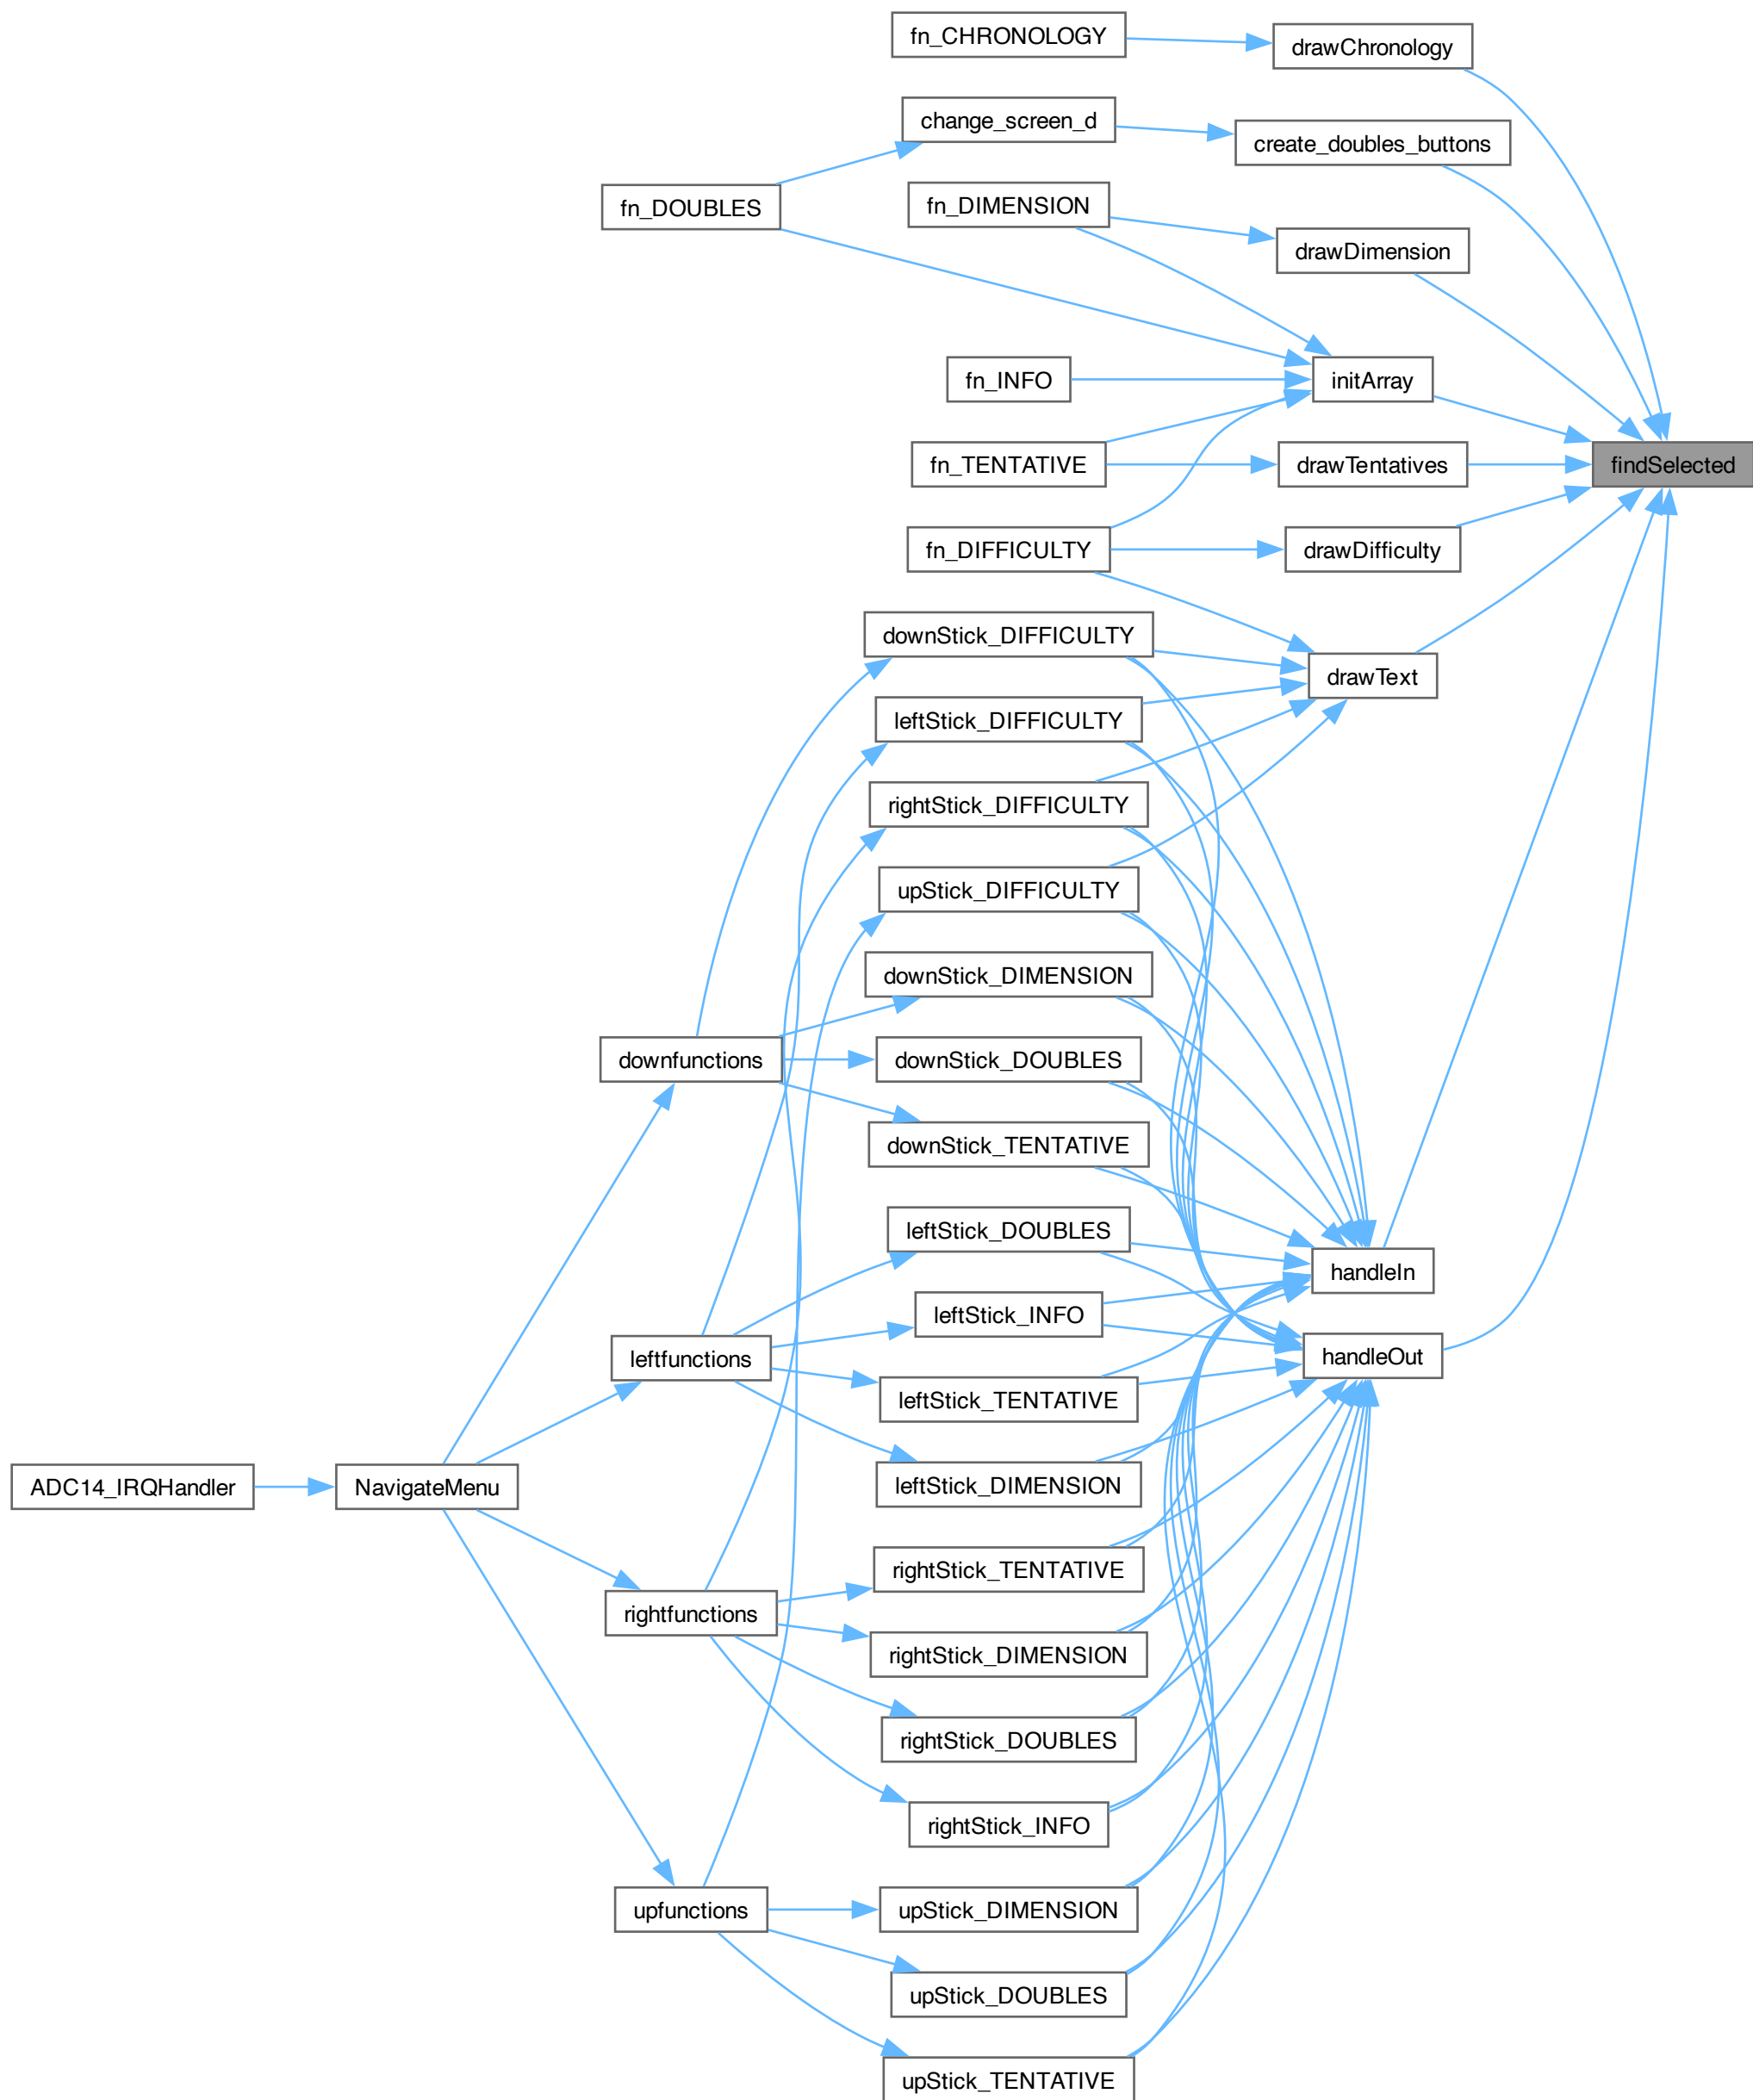 fn_CHRONOLOGY
drawChronology
change_screen_d
create_doubles_buttons
fn_DOUBLES
fn_DIMENSION
drawDimension
fn_INFO
initArray
fn_TENTATIVE
drawTentatives
findSelected
fn_DIFFICULTY
drawDifficulty
downStick_DIFFICULTY
drawText
leftStick_DIFFICULTY
rightStick_DIFFICULTY
upStick_DIFFICULTY
downStick_DIMENSION
downfunctions
downStick_DOUBLES
downStick_TENTATIVE
leftStick_DOUBLES
handleIn
leftStick_INFO
leftfunctions
handleOut
leftStick_TENTATIVE
leftStick_DIMENSION
ADC14_IRQHandler
NavigateMenu
rightStick_TENTATIVE
rightfunctions
rightStick_DIMENSION
rightStick_DOUBLES
rightStick_INFO
upfunctions
upStick_DIMENSION
upStick_DOUBLES
upStick_TENTATIVE